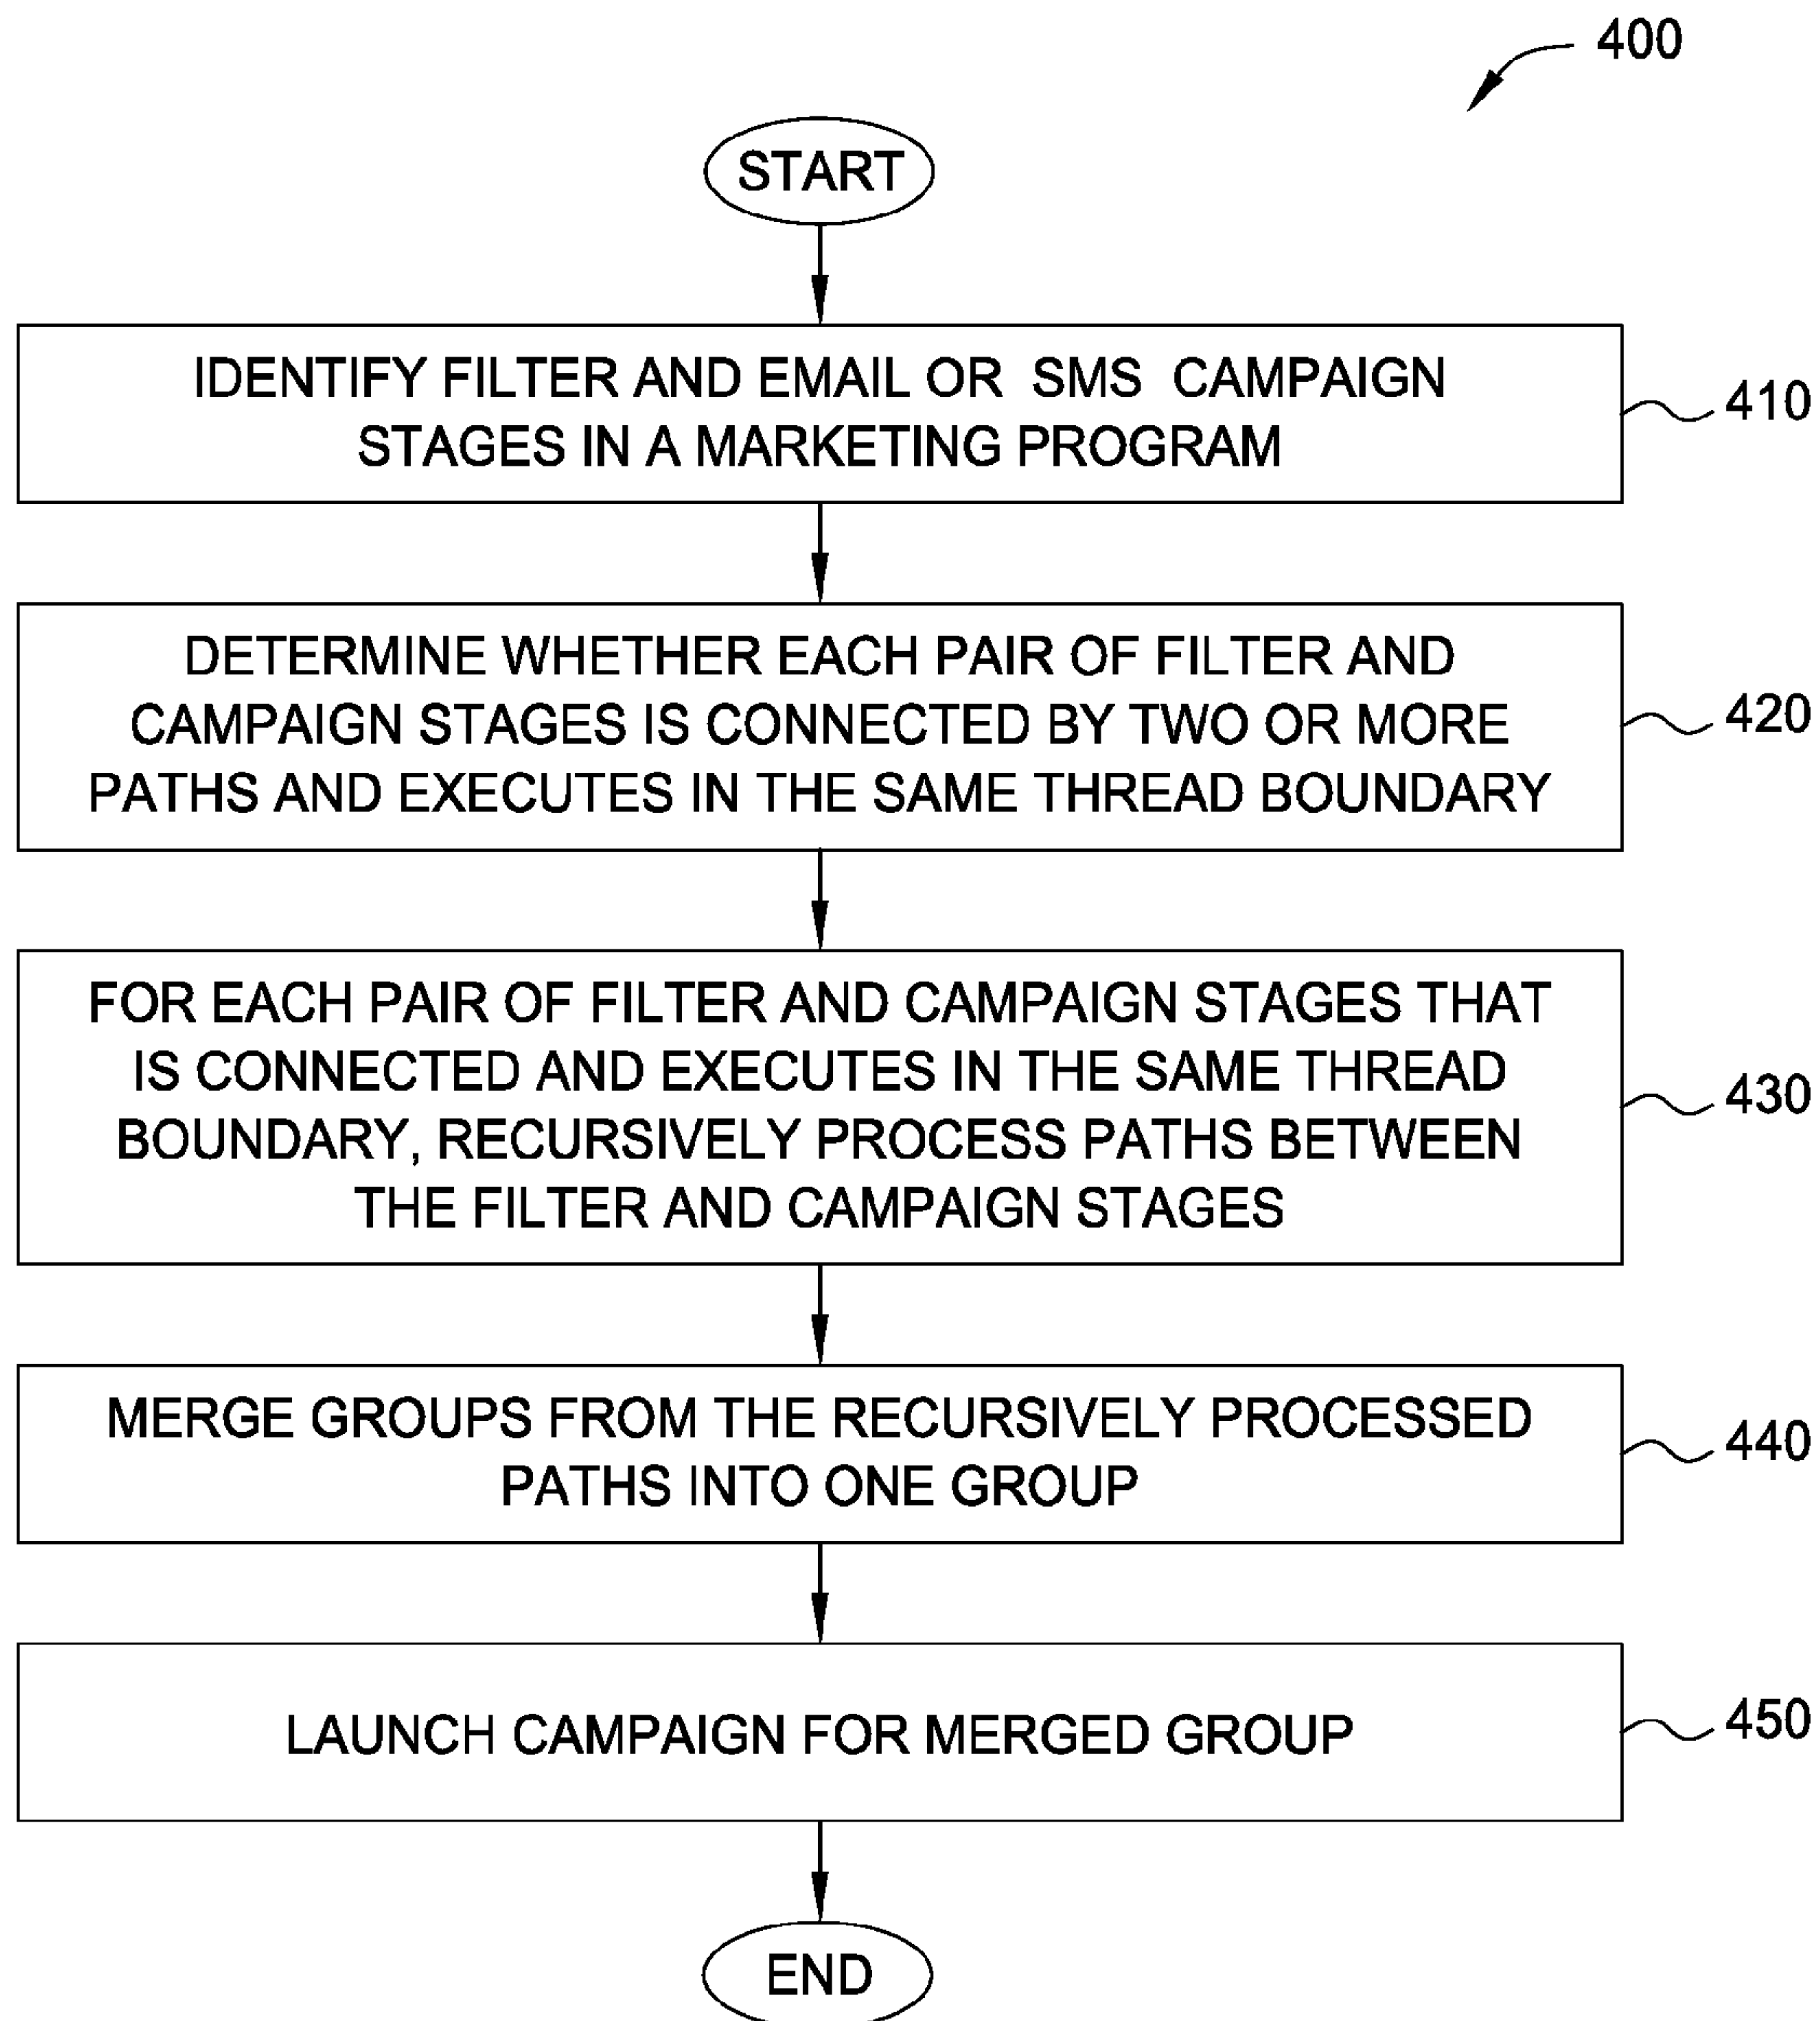 400
START
IDENTIFY FILTER AND EMAIL OR SMS CAMPAIGN
STAGES IN A MARKETING PROGRAM
410
DETERMINE WHETHER EACH PAIR OF FILTER AND
CAMPAIGN STAGES IS CONNECTED BY TWO OR MORE
PATHS AND EXECUTES IN THE SAME THREAD BOUNDARY
420
FOR EACH PAIR OF FILTER AND CAMPAIGN STAGES THAT
IS CONNECTED AND EXECUTES IN THE SAME THREAD
BOUNDARY, RECURSIVELY PROCESS PATHS BETWEEN
THE FILTER AND CAMPAIGN STAGES
430
MERGE GROUPS FROM THE RECURSIVELY PROCESSED
PATHS INTO ONE GROUP
440
LAUNCH CAMPAIGN FOR MERGED GROUP
450
END